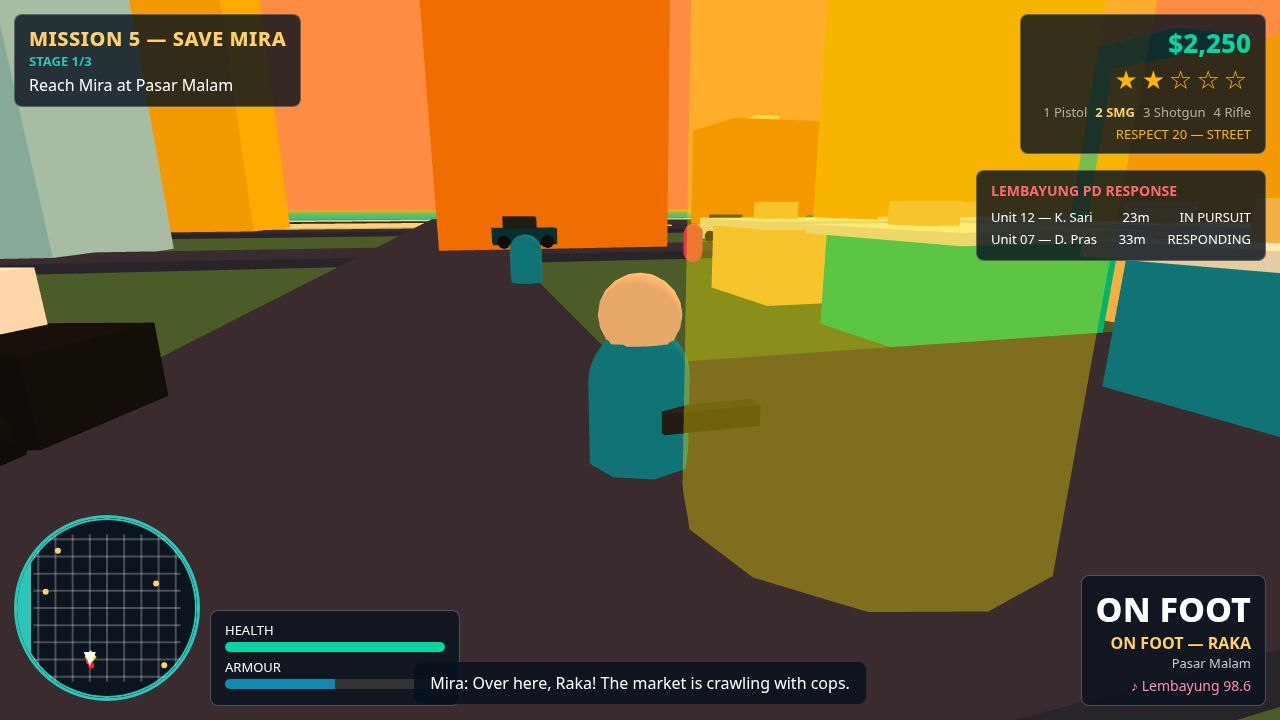 MISSION 5 — SAVE MIRA
STAGE 1/3
Reach Mira at Pasar Malam
$2,250
★★☆☆☆
1 Pistol 2 SMG 3 Shotgun 4 Rifle
RESPECT 20 — STREET
LEMBAYUNG PD RESPONSE
Unit 12 — K. Sari 23m IN PURSUIT
Unit 07 — D. Pras 33m RESPONDING
HEALTH
ARMOUR
Mira: Over here, Raka! The market is crawling with cops.
ON FOOT
ON FOOT — RAKA
Pasar Malam
♪ Lembayung 98.6